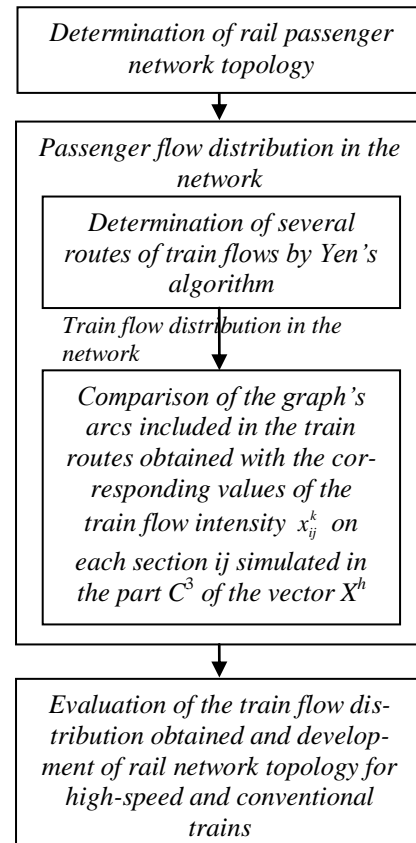 Determination of rail passenger
network topology
Passenger flow distribution in the
network
Determination of several
routes of train flows by Yen's
algorithm
Train flow distribution in the
network
Comparison of the graph's
arcs included in the train
routes obtained with the cor-
responding values of the
train flow intensity x_{ij}^{k} on
each section ij simulated in
the part C³ of the vector Xʰ
Evaluation of the train flow dis-
tribution obtained and develop-
ment of rail network topology for
high-speed and conventional
trains